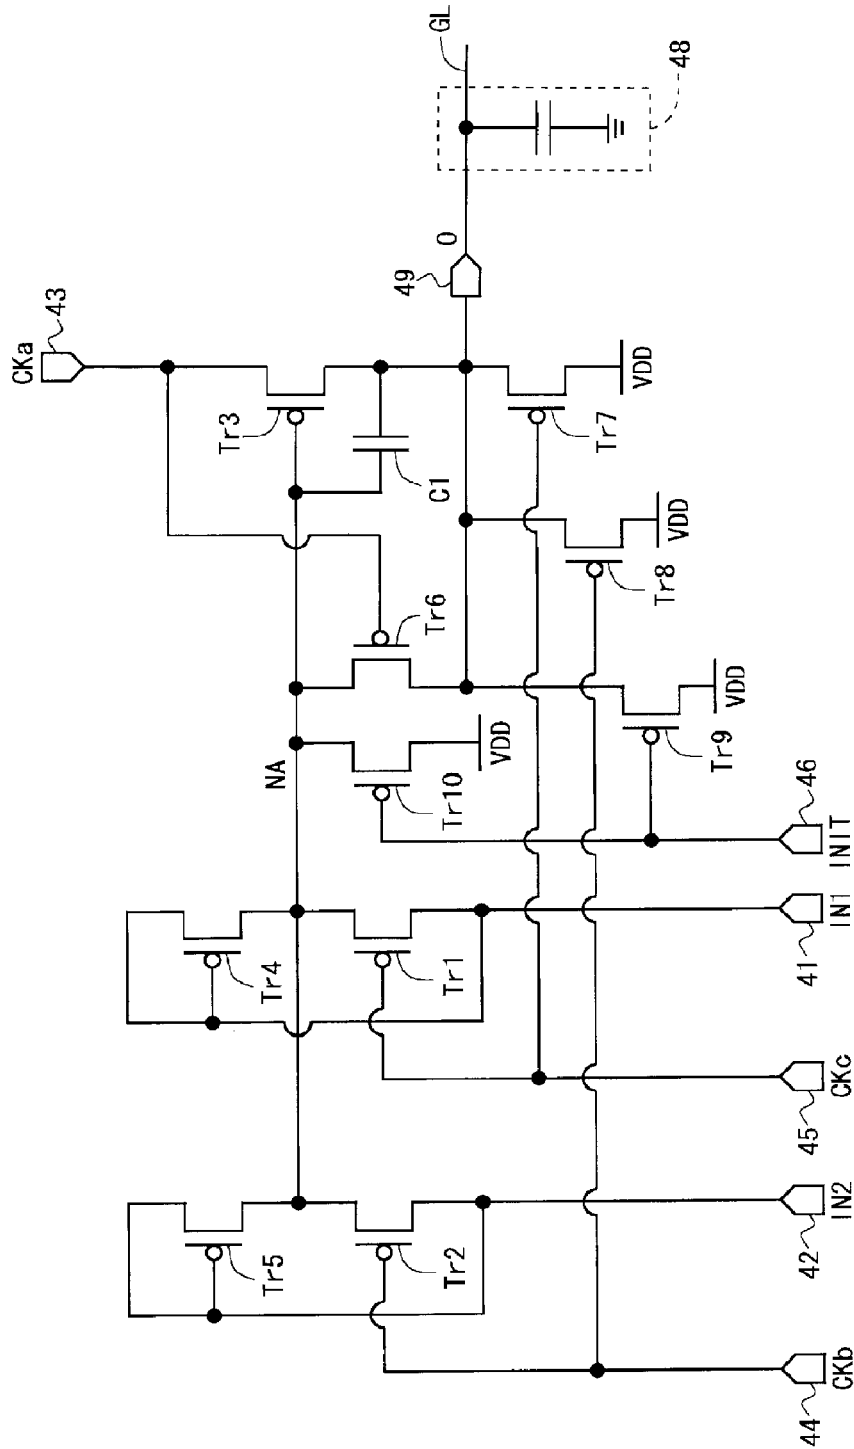 GL
48
O
49
CKa
43
Tr3
C1
Tr7
VDD
Tr6
Tr8
VDD
NA
Tr10
VDD
Tr9
VDD
46
INIT
Tr4
Tr1
41
IN1
45
CKc
Tr5
Tr2
42
IN2
44
CKb